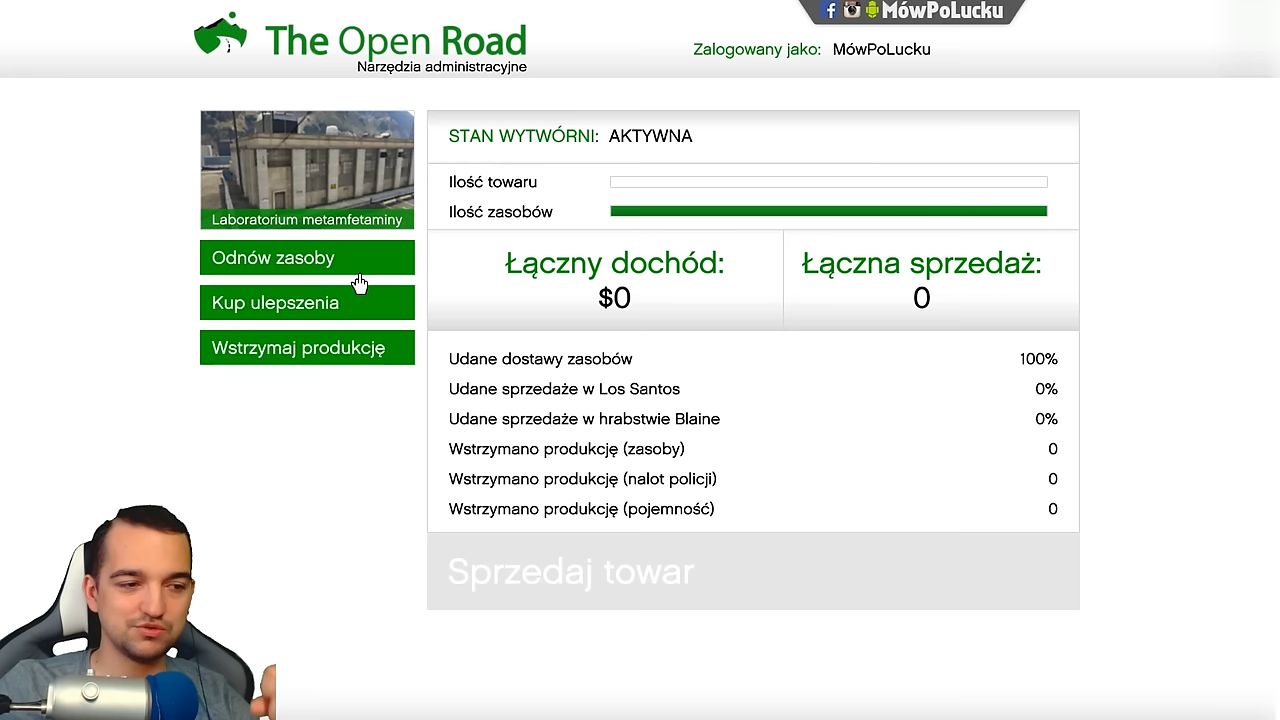 MówPoLucku
The Open Road
Narzędzia administracyjne
Zalogowany jako: MówPoLucku
Laboratorium metamfetaminy
Odnów zasoby
Kup ulepszenia
Wstrzymaj produkcję
STAN WYTWÓRNI: AKTYWNA
Ilość towaru
Ilość zasobów
Łączny dochód:
$0
Łączna sprzedaż:
0
Udane dostawy zasobów 100%
Udane sprzedaże w Los Santos 0%
Udane sprzedaże w hrabstwie Blaine 0%
Wstrzymano produkcję (zasoby) 0
Wstrzymano produkcję (nalot policji) 0
Wstrzymano produkcję (pojemność) 0
Sprzedaj towar